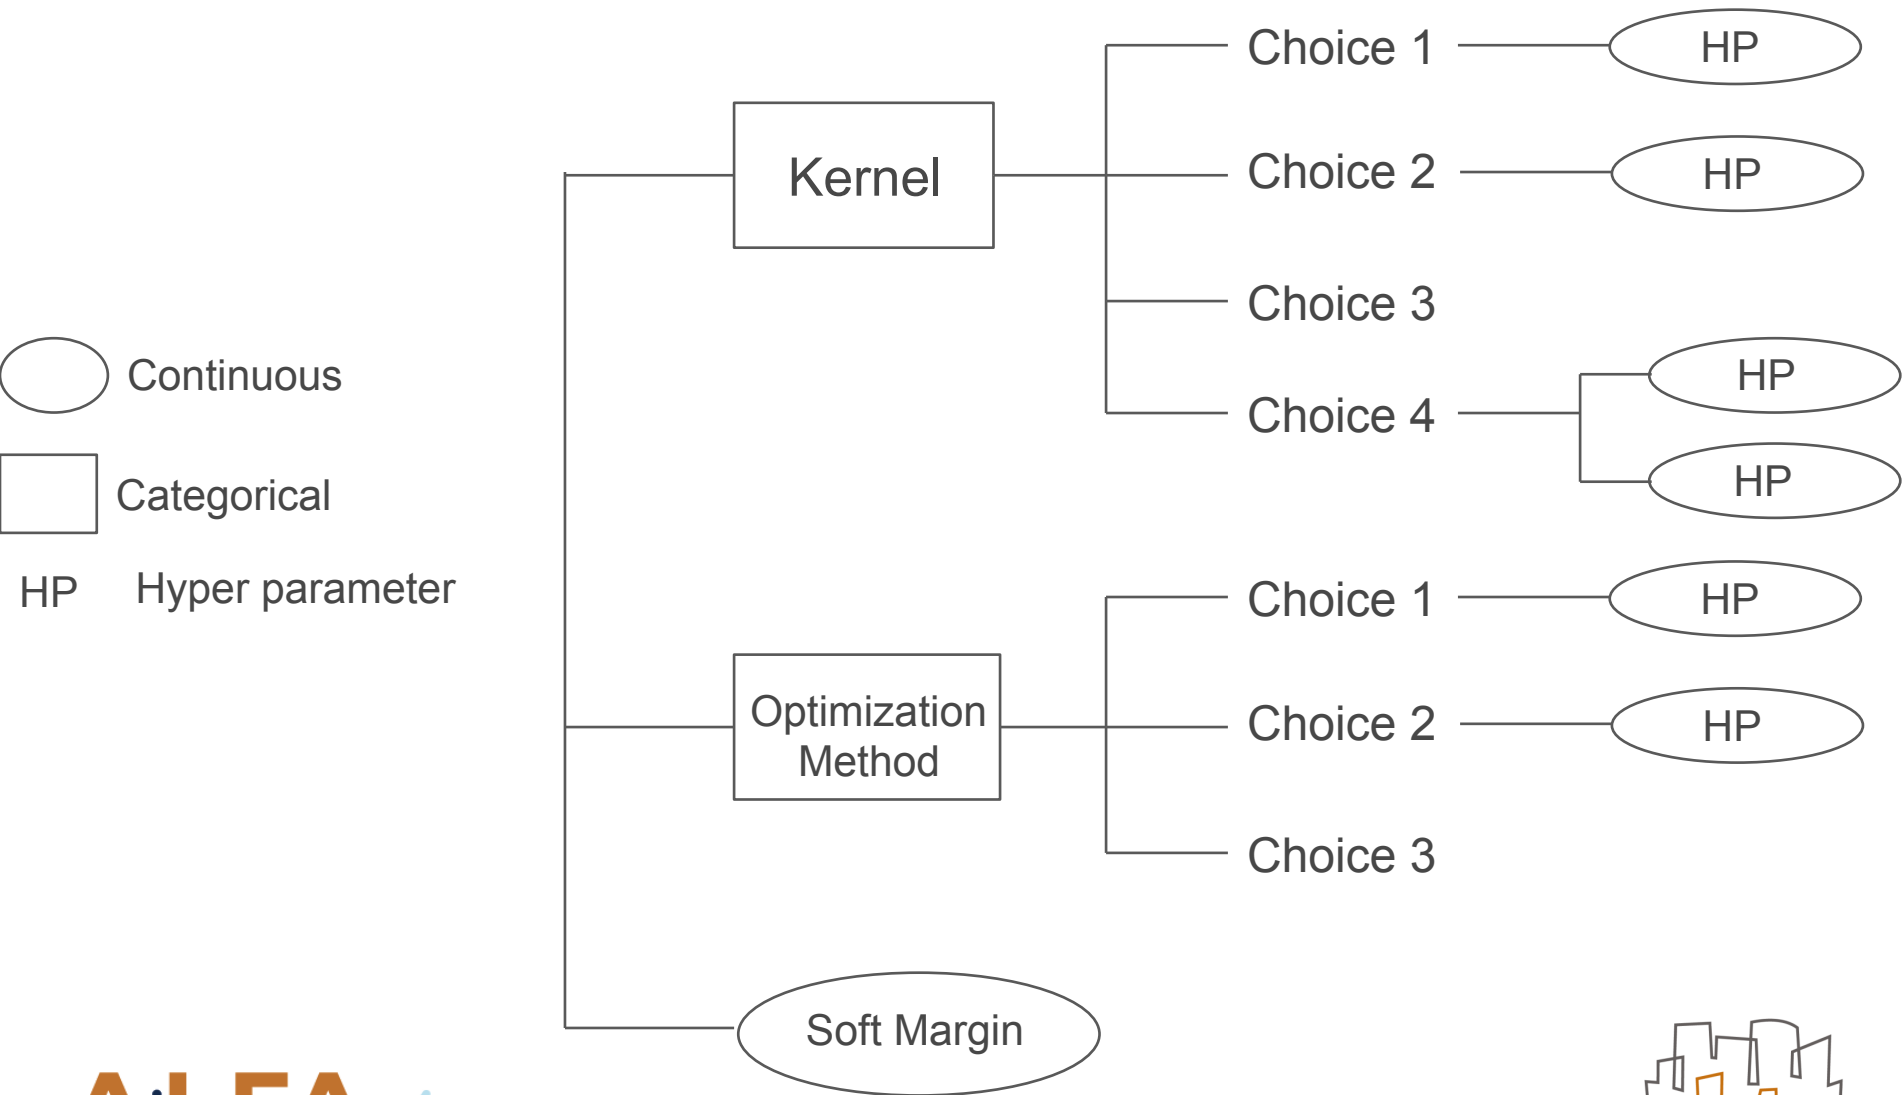 Choice 1
HP
Kernel
Choice 2
HP
Choice 3
Continuous
Choice 4
HP
HP
Categorical
HP
Hyper parameter
Choice 1
HP
Optimization
Method
Choice 2
HP
Choice 3
Soft Margin